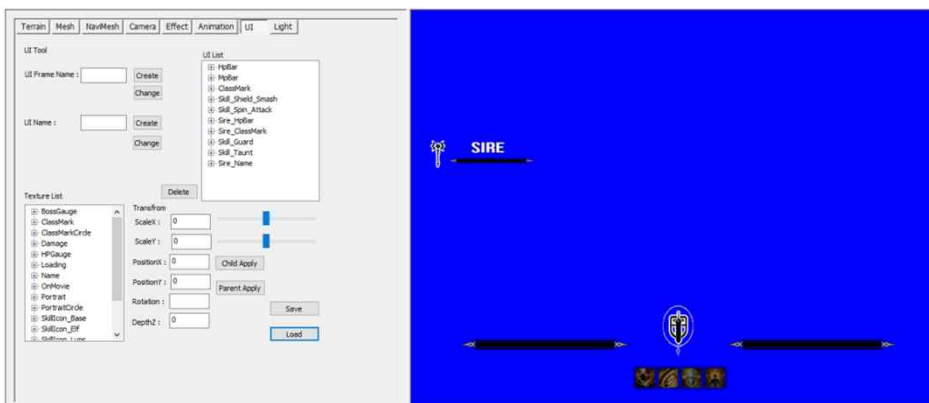 Terrain Mesh NaviMesh Camera Effect Animation UI Light
UI Tool
UI Frame Name : Create
Change
UI Name : Create
Change
UI List
HpBar
MpBar
ClassMark
Skill_Shield_Smash
Skill_Spin_Attack
Sire_HpBar
Sire_ClassMark
Skill_Guard
Skill_Taunt
Sire_Name
Delete
Texture List
BossGauge
ClassMark
ClassMarkCircle
Damage
HPGauge
Loading
Name
OnMovie
Portrait
PortraitCircle
SkillIcon_Base
SkillIcon_Elf
Transfrom
ScaleX : 0
ScaleY : 0
PositionX : 0 Child Apply
PositionY : 0 Parent Apply
Rotation :
DepthZ : 0
Save
Load
SIRE